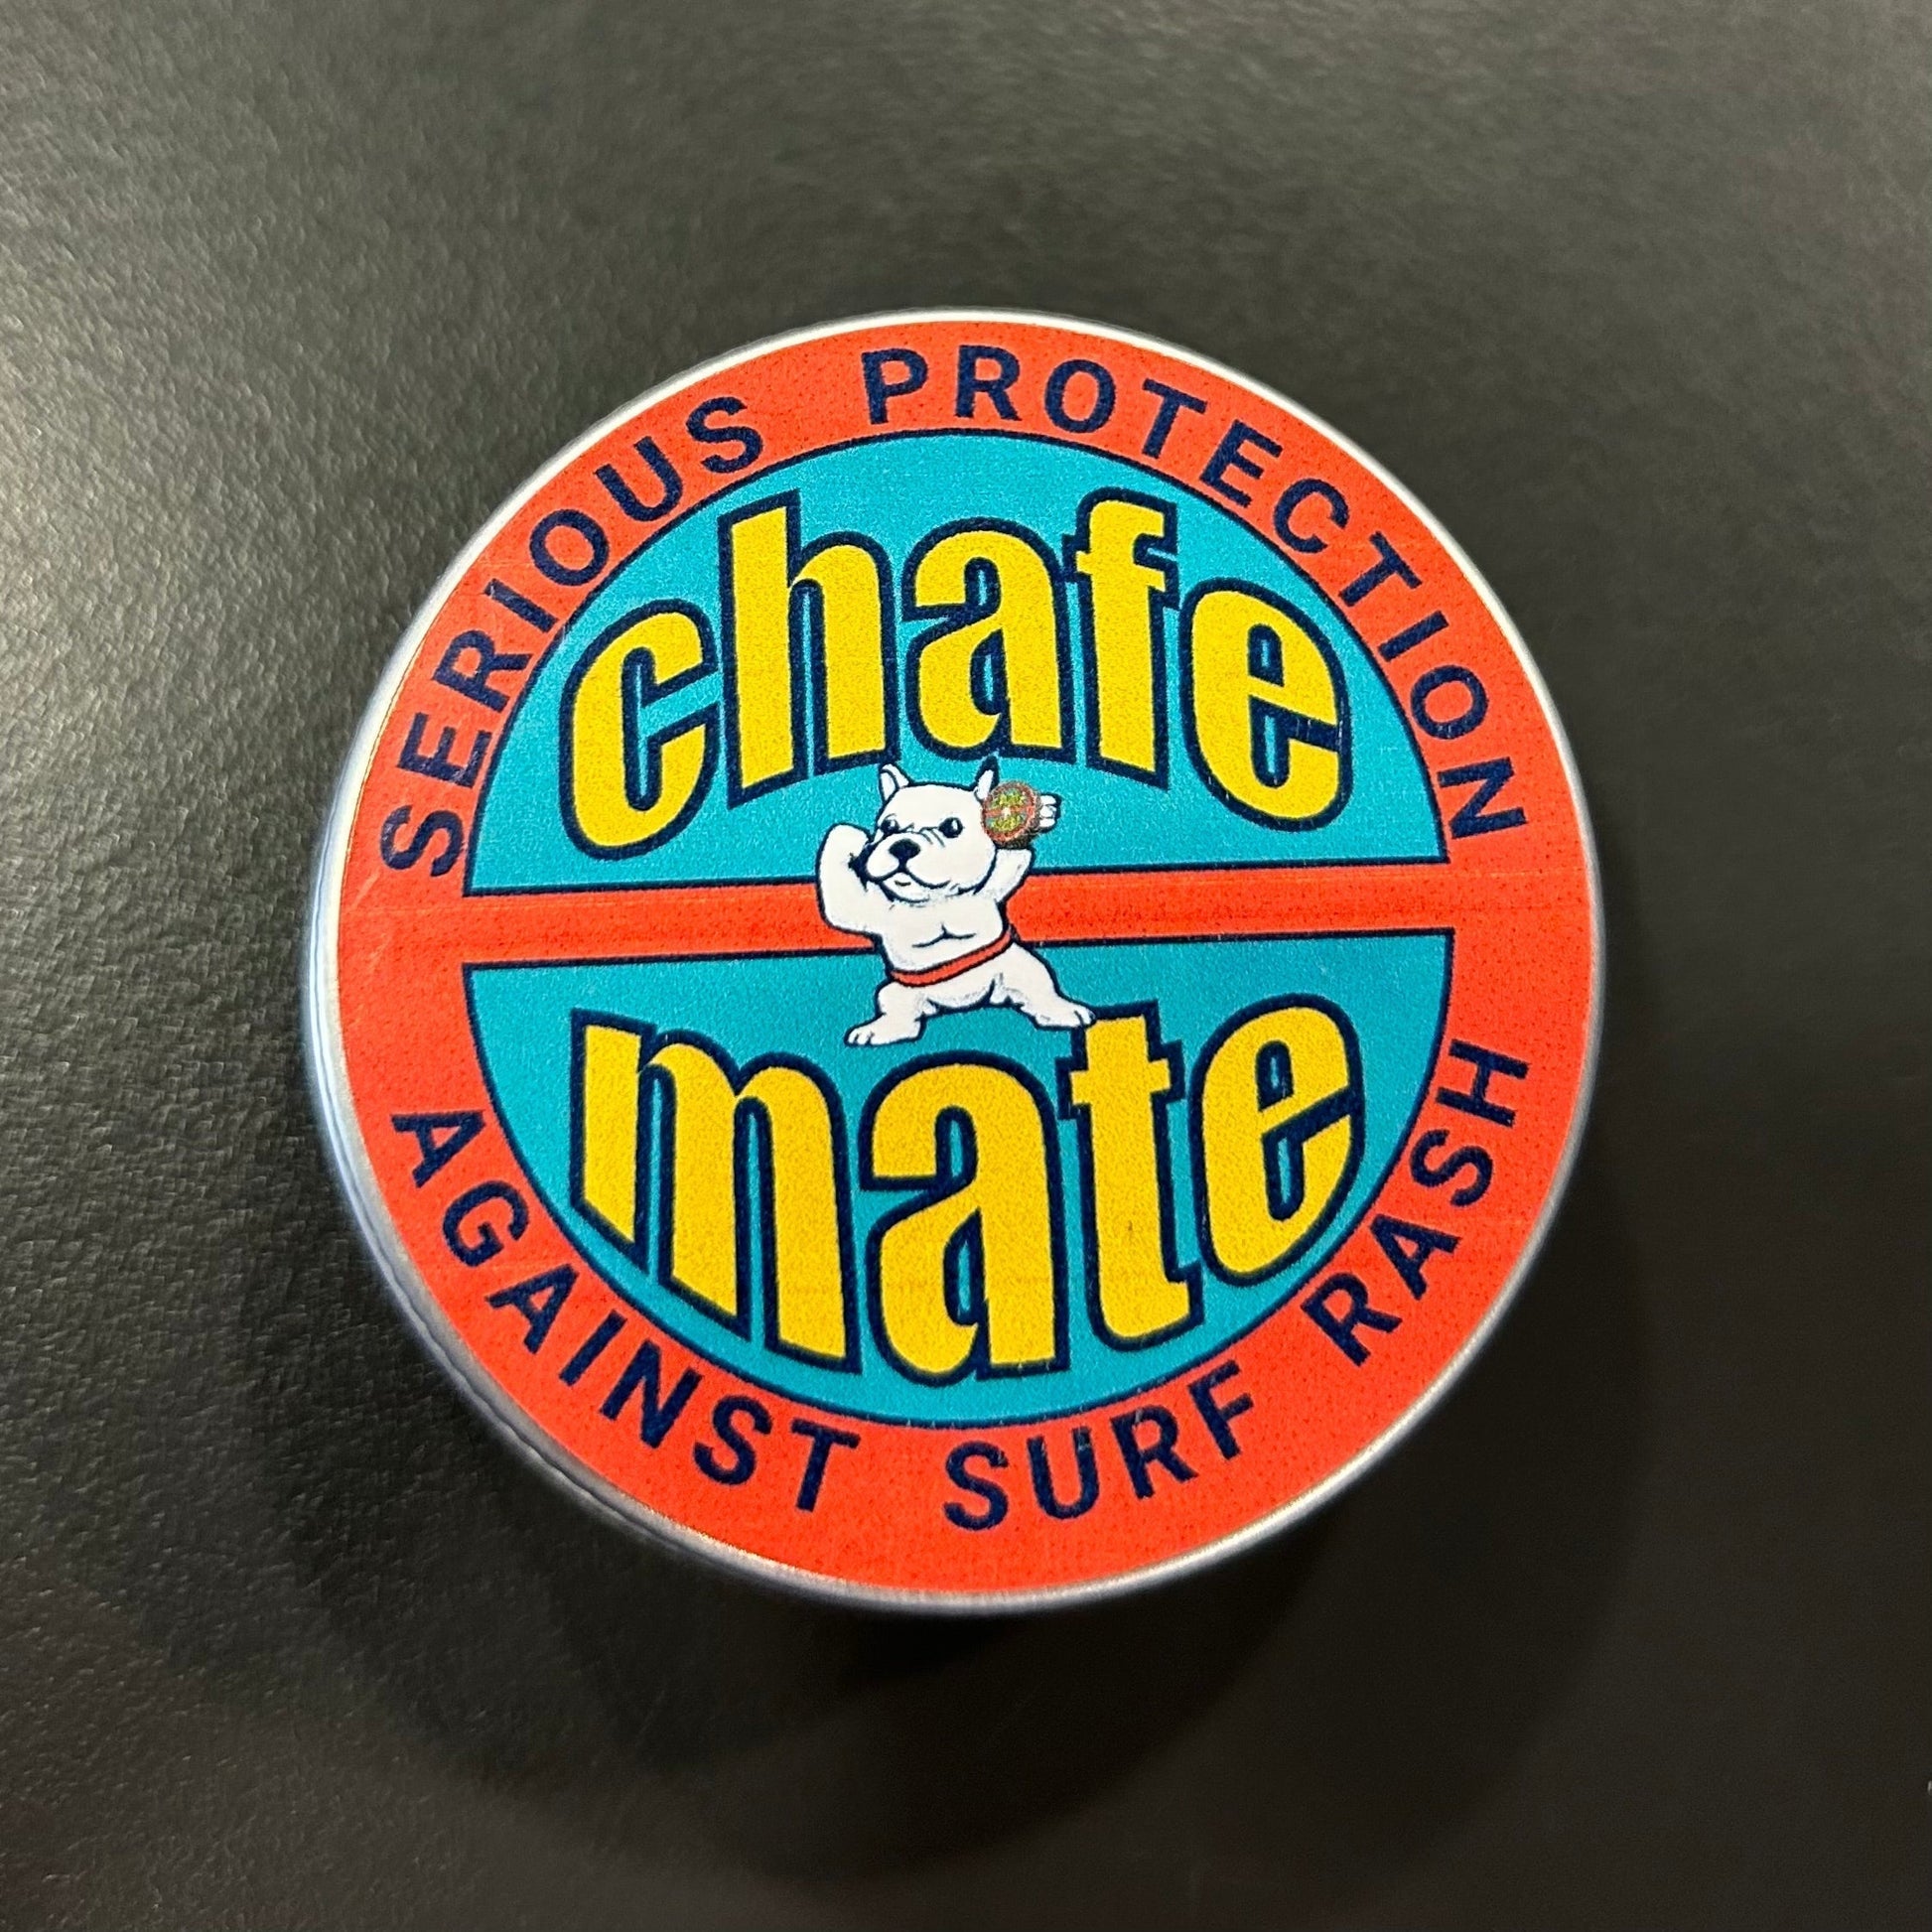 SERIOUS PROTECTION
chafe
mate
AGAINST SURF RASH